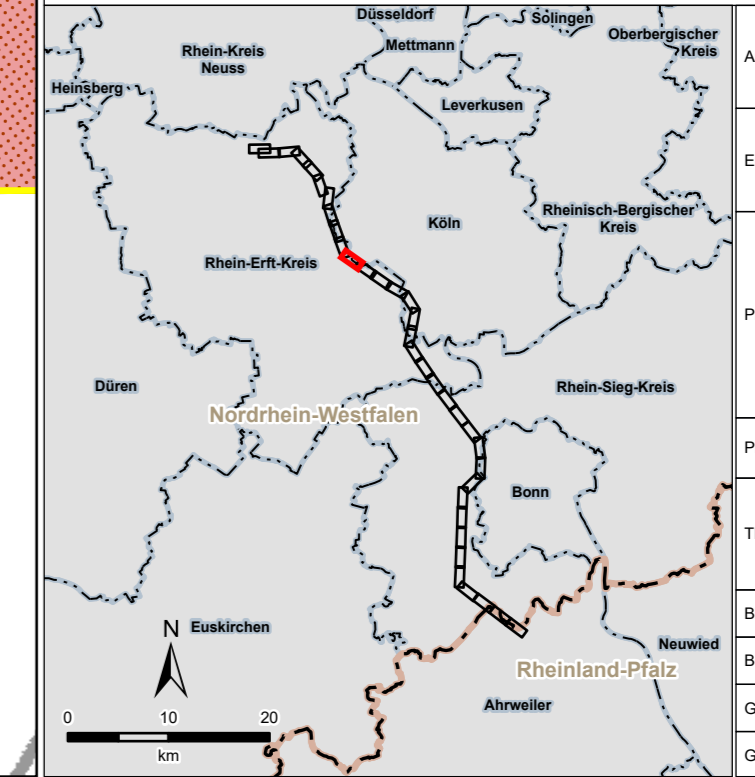 Düsseldorf
Solingen
Mettmann
Oberbergischer
Kreis
Rhein-Kreis
Neuss
Heinsberg
Leverkusen
Köln
Rheinisch-Bergischer
Kreis
Rhein-Erft-Kreis
Düren
Rhein-Sieg-Kreis
Nordrhein-Westfalen
Bonn
Euskirchen
N
Neuwied
Rheinland-Pfalz
Ahrweiler
0 10 20
km
A
E
P
P
B
B
G
G